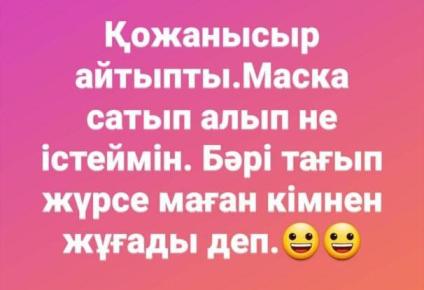 Қожанысыр
айтыпты.Маска
сатып алып не
істеймін. Бәрі тағып
жүрсе маған кімнен
жұғады деп.😀😀